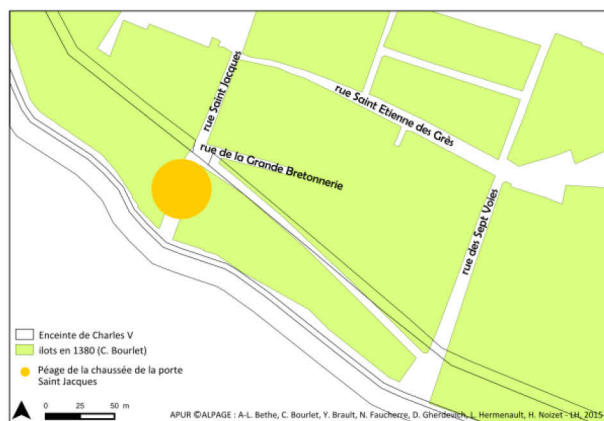 rue Saint Jacques
rue Saint Etienne des Grès
rue de la Grande Bretonnerie
rue des Sept Voies
Enceinte de Charles V
ilots en 1380 (C. Bourlet)
Péage de la chaussée de la porte
Saint Jacques
0 25 50 m
APUR ©ALPAGE : A-L. Bethe, C. Bourlet, Y. Brault, N. Faucherre, D. Gherdevich, L. Hermenault, H. Noizet - LH, 2015